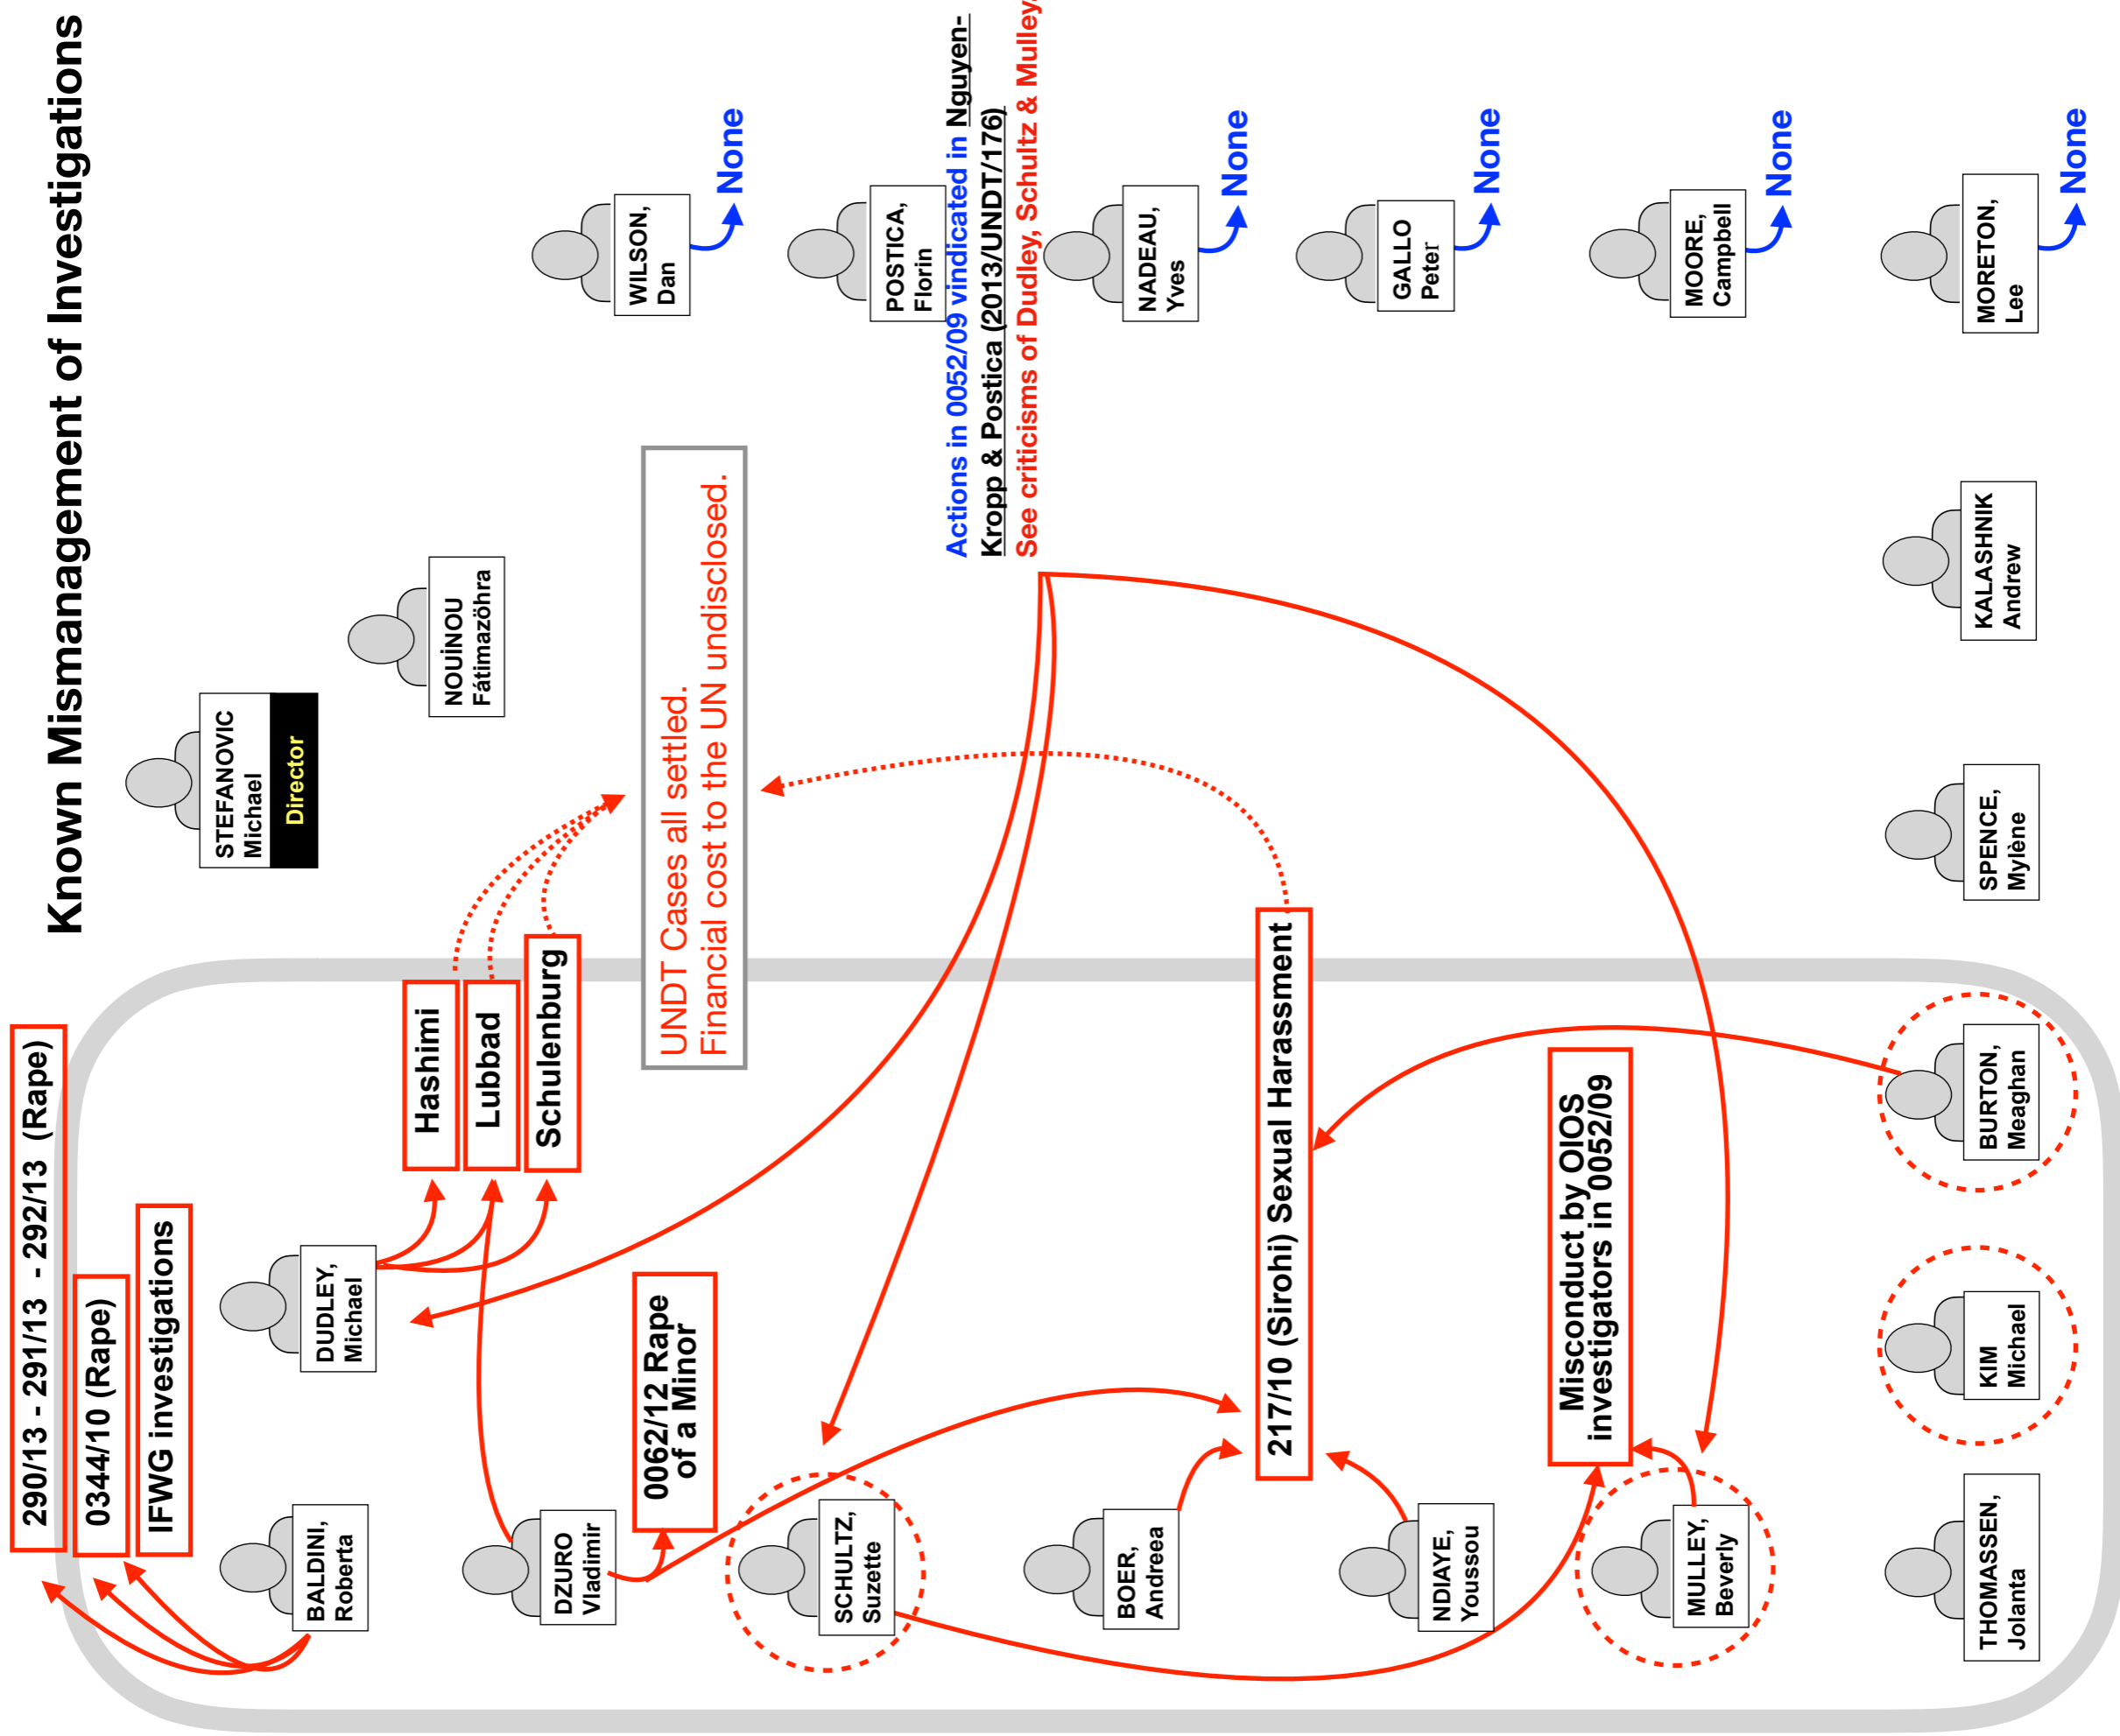 Known Mismanagement of Investigations
290/13 - 291/13 - 292/13 (Rape)
0344/10 (Rape)
IFWG investigations
STEFANOVIC
Michael
Director
BALDINI,
Roberta
DUDLEY,
Michael
Hashimi
Lubbad
Schulenburg
NOUİNOU
Fátimazöhra
DZURO
Vladimir
0062/12 Rape
of a Minor
UNDT Cases all settled.
Financial cost to the UN undisclosed.
WILSON,
Dan
None
SCHULTZ,
Suzette
POSTICA,
Florin
Actions in 0052/09 vindicated in Nguyen-
Kropp & Postica (2013/UNDT/176)
See criticisms of Dudley, Schultz & Mulley
BOER,
Andreea
NADEAU,
Yves
None
217/10 (Sirohi) Sexual Harassment
GALLO
Peter
None
NDIAYE,
Youssou
Misconduct by OIOS
investigators in 0052/09
MULLEY,
Beverly
MOORE,
Campbell
None
THOMASSEN,
Jolanta
KIM
Michael
BURTON,
Meaghan
SPENCE,
Mylène
KALASHNIK
Andrew
MORETON,
Lee
None